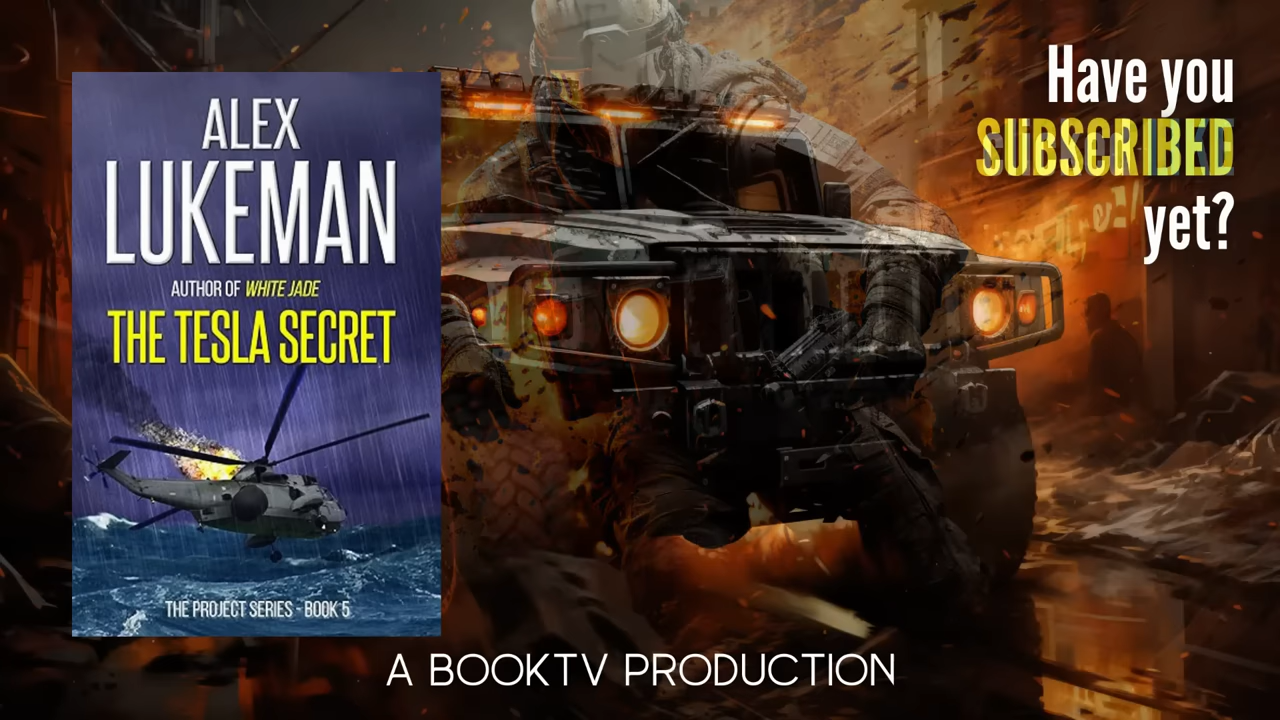 ALEX
LUKEMAN
AUTHOR OF WHITE JADE
THE TESLA SECRET
THE PROJECT SERIES - BOOK 5
Have you
SUBSCRIBED
yet?
A BOOKTV PRODUCTION